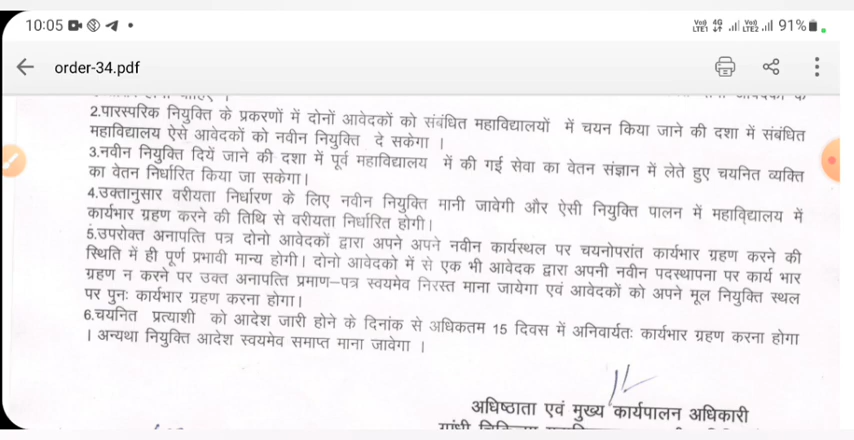 10:05
Vo)) LTE1 4G Vo)) LTE2 91%
order-34.pdf
2.पारस्परिक नियुक्ति के प्रकरणों में दोनों आवेदकों को संबंधित महाविद्यालयों में चयन किया जाने की दशा में संबंधित
महाविद्यालय ऐसे आवेदकों को नवीन नियुक्ति दे सकेगा ।
3.नवीन नियुक्ति दियें जाने की दशा में पूर्व महाविद्यालय में की गई सेवा का वेतन संज्ञान में लेते हुए चयनित व्यक्ति
का वेतन निर्धारित किया जा सकेगा।
4.उक्तानुसार वरीयता निर्धारण के लिए नवीन नियुक्ति मानी जावेगी और ऐसी नियुक्ति पालन में महाविद्यालय में
कार्यभार ग्रहण करने की तिथि से वरीयता निर्धारित होगी।
5.उपरोक्त अनापत्ति पत्र दोनो आवेदकों द्वारा अपने अपने नवीन कार्यस्थल पर चयनोपरांत कार्यभार ग्रहण करने की
स्थिति में ही पूर्ण प्रभावी मान्य होगी। दोनो आवेदको में से एक भी आवेदक द्वारा अपनी नवीन पदस्थापना पर कार्य भार
ग्रहण न करने पर उक्त अनापत्ति प्रमाण–पत्र स्वयमेव निरस्त माना जायेगा एवं आवेदकों को अपने मूल नियुक्ति स्थल
पर पुनः कार्यभार ग्रहण करना होगा।
6.चयनित प्रत्याशी को आदेश जारी होने के दिनांक से अधिकतम 15 दिवस में अनिवार्यतः कार्यभार ग्रहण करना होगा
। अन्यथा नियुक्ति आदेश स्वयमेव समाप्त माना जावेगा ।
अधिष्ठाता एवं मुख्य कार्यपालन अधिकारी